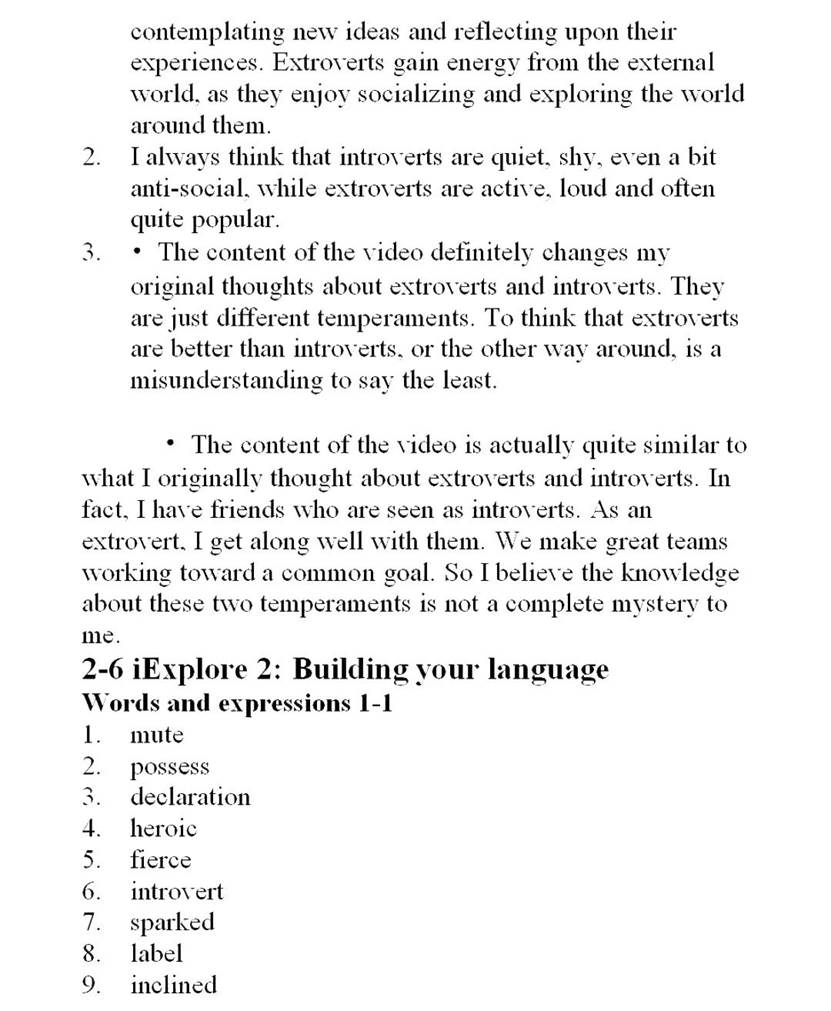 contemplating new ideas and reflecting upon their
experiences. Extroverts gain energy from the external
world, as they enjoy socializing and exploring the world
around them.
2. I always think that introverts are quiet, shy, even a bit
anti-social, while extroverts are active, loud and often
quite popular.
3. • The content of the video definitely changes my
original thoughts about extroverts and introverts. They
are just different temperaments. To think that extroverts
are better than introverts, or the other way around, is a
misunderstanding to say the least.
• The content of the video is actually quite similar to
what I originally thought about extroverts and introverts. In
fact, I have friends who are seen as introverts. As an
extrovert, I get along well with them. We make great teams
working toward a common goal. So I believe the knowledge
about these two temperaments is not a complete mystery to
me.
2-6 iExplore 2: Building your language
Words and expressions 1-1
1. mute
2. possess
3. declaration
4. heroic
5. fierce
6. introvert
7. sparked
8. label
9. inclined